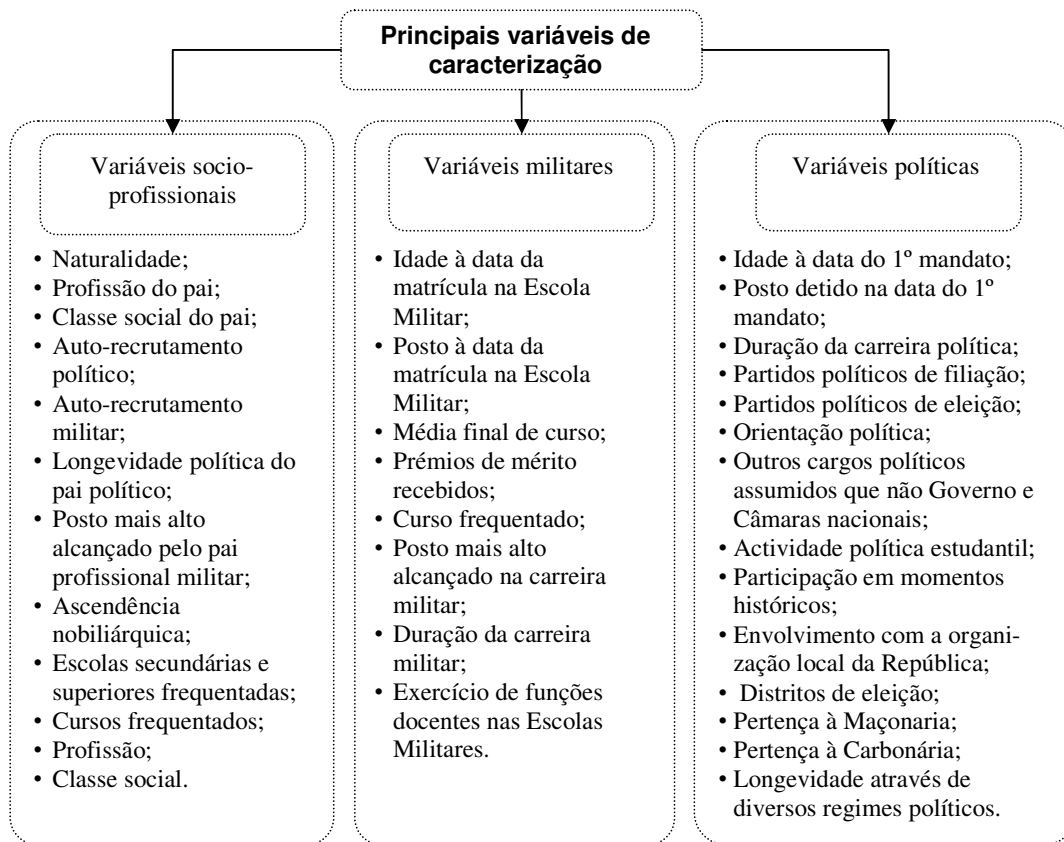 Principais variáveis de
caracterização
Variáveis socio-
profissionais
• Naturalidade;
• Profissão do pai;
• Classe social do pai;
• Auto-recrutamento
político;
• Auto-recrutamento
militar;
• Longevidade política do
pai político;
• Posto mais alto
alcançado pelo pai
profissional militar;
• Ascendência
nobiliárquica;
• Escolas secundárias e
superiores frequentadas;
• Cursos frequentados;
• Profissão;
• Classe social.
Variáveis militares
• Idade à data da
matrícula na Escola
Militar;
• Posto à data da
matrícula na Escola
Militar;
• Média final de curso;
• Prémios de mérito
recebidos;
• Curso frequentado;
• Posto mais alto
alcançado na carreira
militar;
• Duração da carreira
militar;
• Exercício de funções
docentes nas Escolas
Militares.
Variáveis políticas
• Idade à data do 1º mandato;
• Posto detido na data do 1º
mandato;
• Duração da carreira política;
• Partidos políticos de filiação;
• Partidos políticos de eleição;
• Orientação política;
• Outros cargos políticos
assumidos que não Governo e
Câmaras nacionais;
• Actividade política estudantil;
• Participação em momentos
históricos;
• Envolvimento com a organi-
zação local da República;
• Distritos de eleição;
• Pertença à Maçonaria;
• Pertença à Carbonária;
• Longevidade através de
diversos regimes políticos.